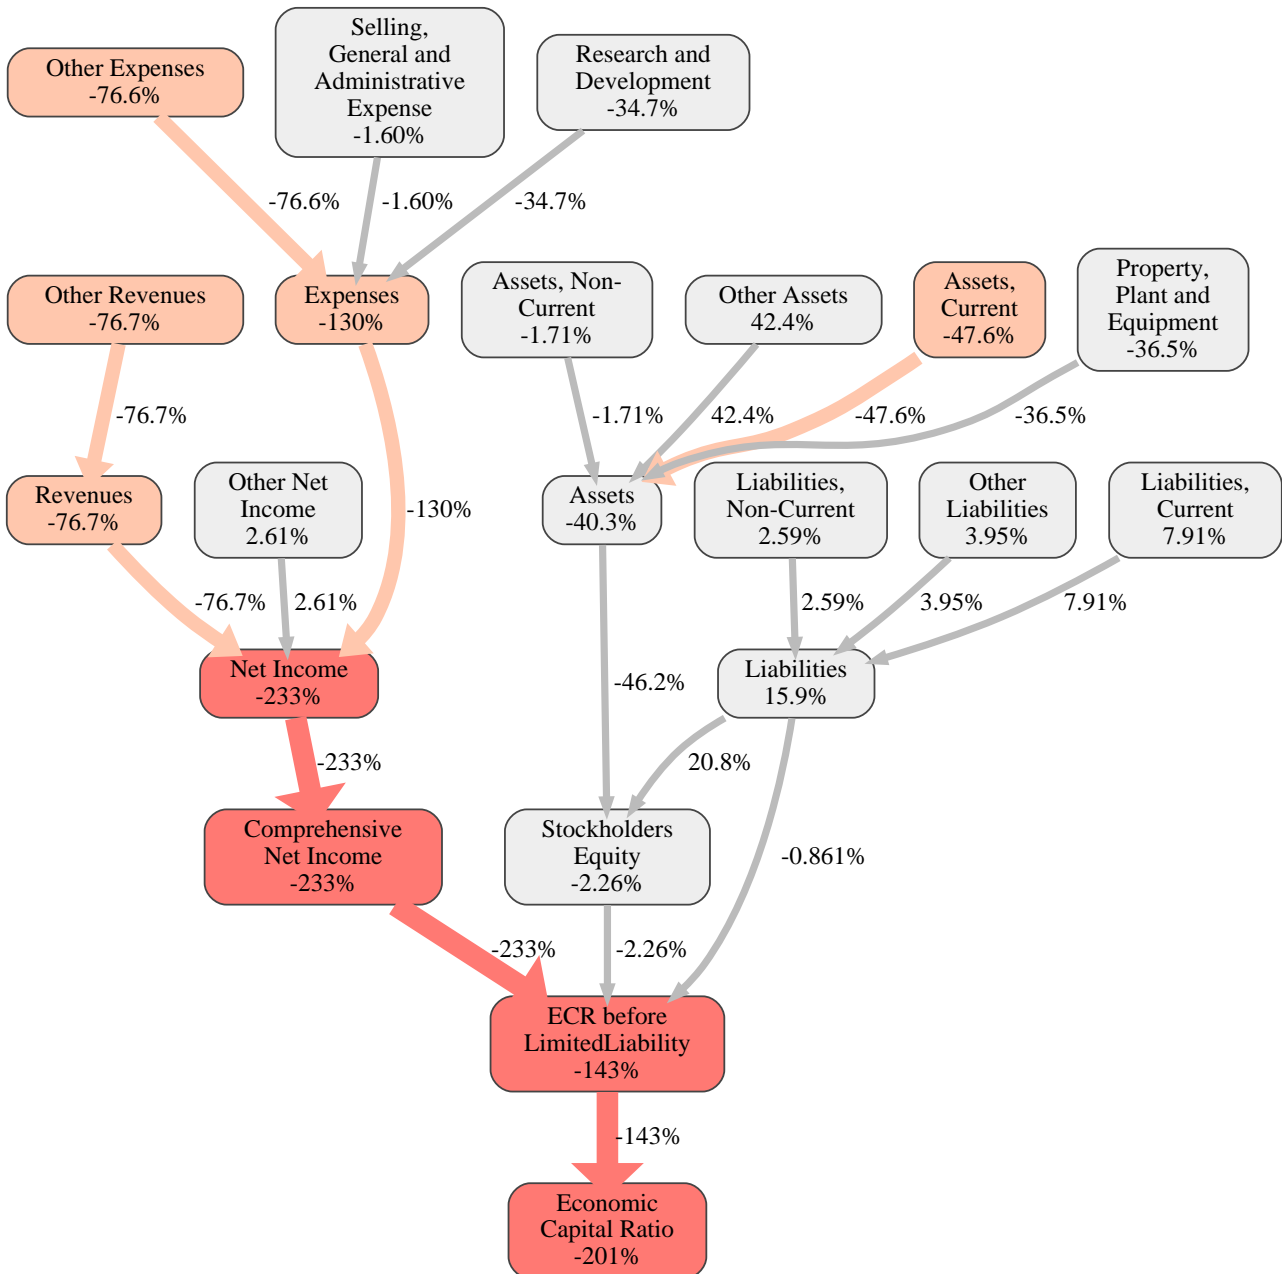 Selling,
General and
Administrative
Expense
-1.60%
Other Expenses
-76.6%
Research and
Development
-34.7%
-76.6%
-1.60%
-34.7%
Other Revenues
-76.7%
Expenses
-130%
Assets, Non-
Current
-1.71%
Other Assets
42.4%
Assets,
Current
-47.6%
Property,
Plant and
Equipment
-36.5%
-76.7%
-1.71%
42.4%
-47.6%
-36.5%
Revenues
-76.7%
Other Net
Income
2.61%
-130%
Assets
-40.3%
Liabilities,
Non-Current
2.59%
Other
Liabilities
3.95%
Liabilities,
Current
7.91%
-76.7%
2.61%
2.59%
3.95%
7.91%
Net Income
-233%
-46.2%
Liabilities
15.9%
-233%
20.8%
Comprehensive
Net Income
-233%
Stockholders
Equity
-2.26%
-0.861%
-233%
-2.26%
ECR before
LimitedLiability
-143%
-143%
Economic
Capital Ratio
-201%